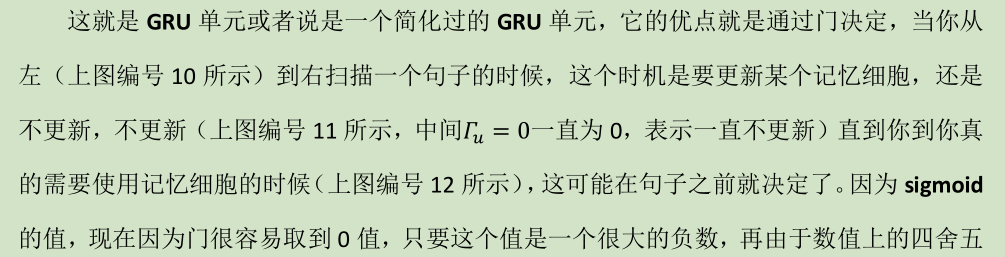 这就是 GRU 单元或者说是一个简化过的 GRU 单元，它的优点就是通过门决定，当你从
左（上图编号 10 所示）到右扫描一个句子的时候，这个时机是要更新某个记忆细胞，还是
不更新，不更新（上图编号 11 所示，中间Γᵤ = 0一直为 0，表示一直不更新）直到你到你真
的需要使用记忆细胞的时候（上图编号 12 所示），这可能在句子之前就决定了。因为 sigmoid
的值，现在因为门很容易取到 0 值，只要这个值是一个很大的负数，再由于数值上的四舍五